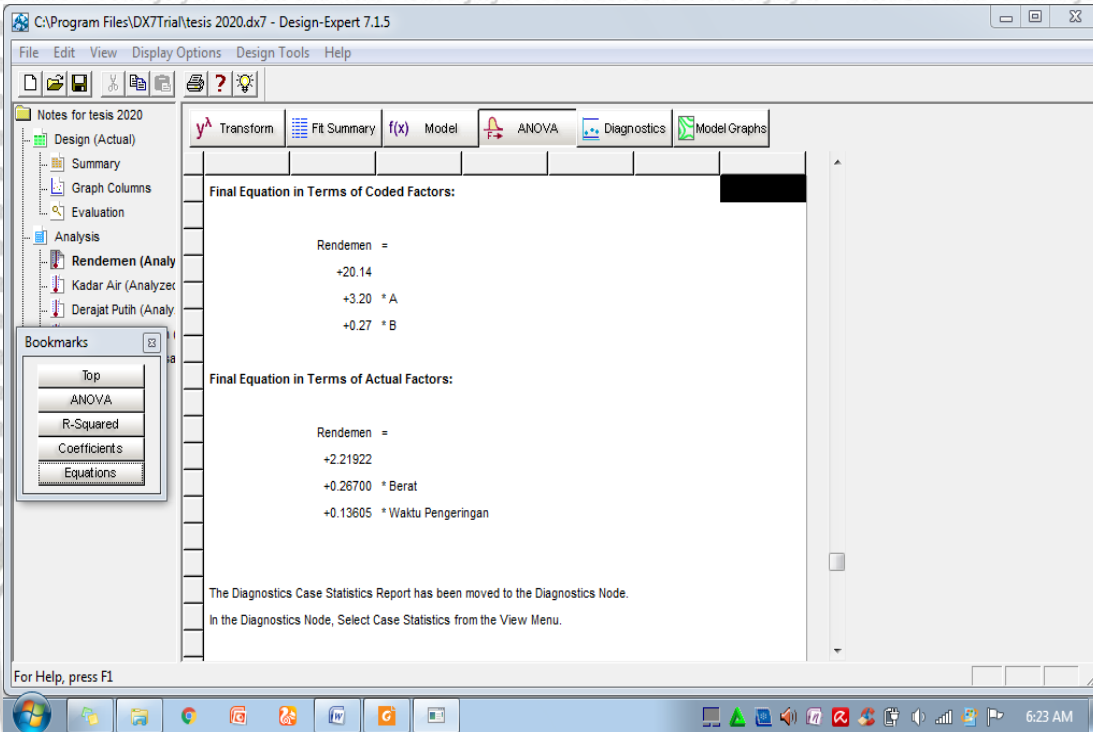 C:\Program Files\DX7Trial\tesis 2020.dx7 - Design-Expert 7.1.5
File Edit View Display Options Design Tools Help
Notes for tesis 2020
Design (Actual)
Summary
Graph Columns
Evaluation
Analysis
Rendemen (Analy
Kadar Air (Analyzed
Derajat Putih (Analy
Bookmarks
Top
ANOVA
R-Squared
Coefficients
Equations
yλ Transform Fit Summary f(x) Model ANOVA Diagnostics Model Graphs
Final Equation in Terms of Coded Factors:
Rendemen =
+20.14
+3.20 * A
+0.27 * B
Final Equation in Terms of Actual Factors:
Rendemen =
+2.21922
+0.26700 * Berat
+0.13605 * Waktu Pengeringan
The Diagnostics Case Statistics Report has been moved to the Diagnostics Node.
In the Diagnostics Node, Select Case Statistics from the View Menu.
For Help, press F1
6:23 AM